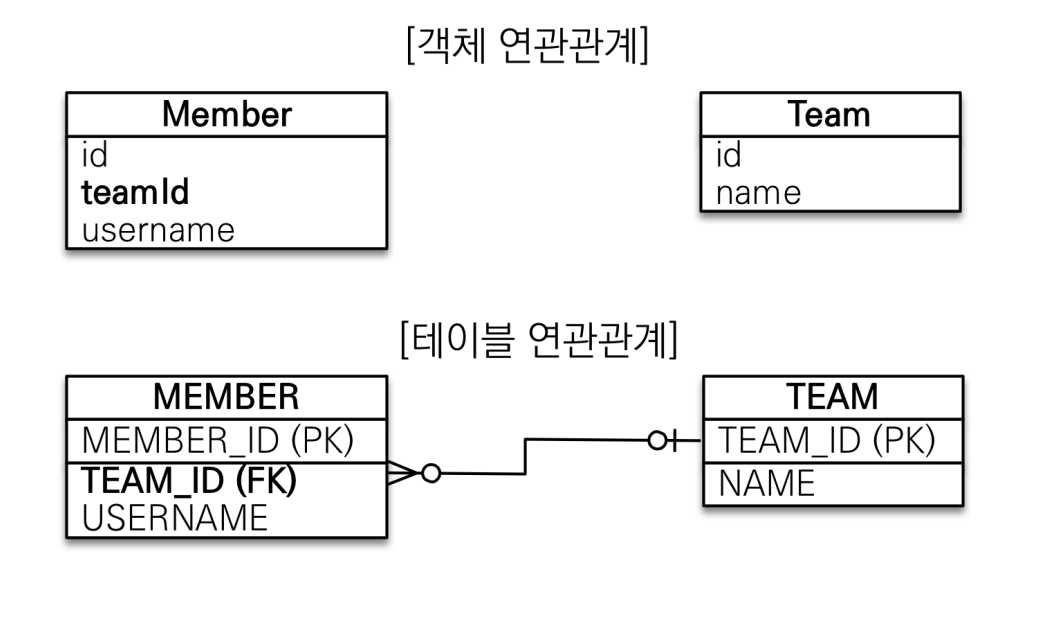 [객체 연관관계]
Member
id
teamId
username
Team
id
name
[테이블 연관관계]
MEMBER
MEMBER_ID (PK)
TEAM_ID (FK)
USERNAME
TEAM
TEAM_ID (PK)
NAME